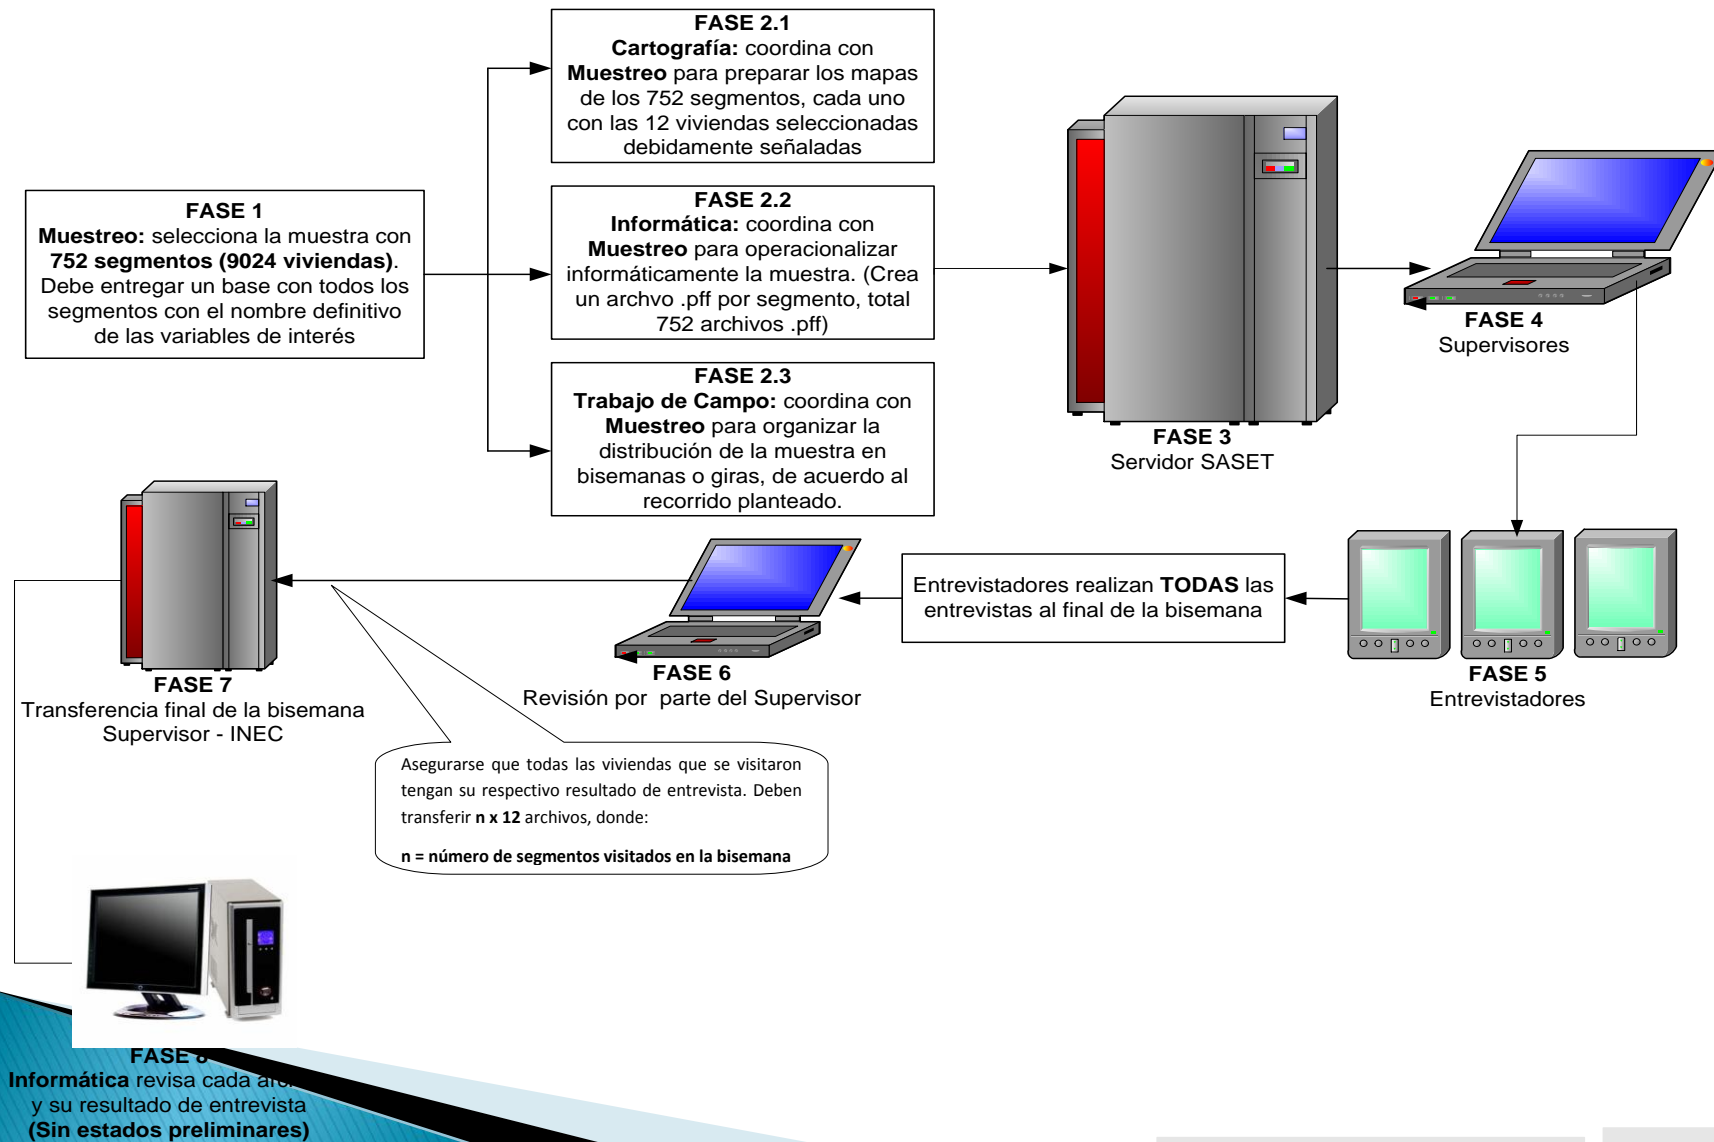 FASE 1
Muestreo: selecciona la muestra con
752 segmentos (9024 viviendas).
Debe entregar un base con todos los
segmentos con el nombre definitivo
de las variables de interés
FASE 2.1
Cartografía: coordina con
Muestreo para preparar los mapas
de los 752 segmentos, cada uno
con las 12 viviendas seleccionadas
debidamente señaladas
FASE 2.2
Informática: coordina con
Muestreo para operacionalizar
informáticamente la muestra. (Crea
un archvo .pff por segmento, total
752 archivos .pff)
FASE 2.3
Trabajo de Campo: coordina con
Muestreo para organizar la
distribución de la muestra en
bisemanas o giras, de acuerdo al
recorrido planteado.
FASE 3
Servidor SASET
FASE 4
Supervisores
FASE 5
Entrevistadores
Entrevistadores realizan TODAS las
entrevistas al final de la bisemana
FASE 6
Revisión por parte del Supervisor
FASE 7
Transferencia final de la bisemana
Supervisor - INEC
Asegurarse que todas las viviendas que se visitaron
tengan su respectivo resultado de entrevista. Deben
transferir n x 12 archivos, donde:
n = número de segmentos visitados en la bisemana
FASE 8
Informática revisa cada
y su resultado de entrevista
(Sin estados preliminares)